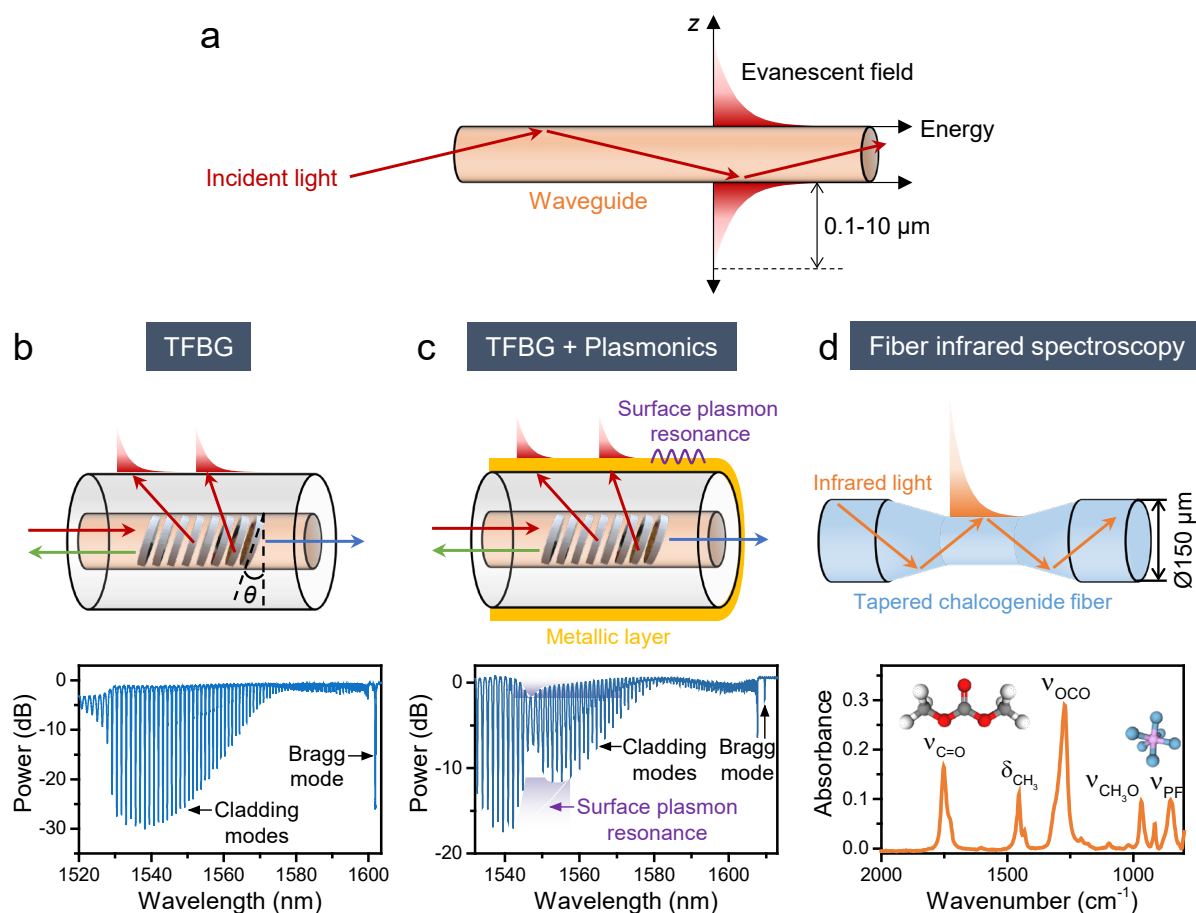 a
z
Evanescent field
Energy
Incident light
Waveguide
0.1-10 µm
b
TFBG
θ
0
-10
-20
-30
Power (dB)
Bragg
mode
Cladding
modes
1520
1540
1560
1580
1600
Wavelength (nm)
c
TFBG + Plasmonics
Surface plasmon
resonance
Metallic layer
0
-10
-20
Power (dB)
Cladding
modes
Bragg
mode
Surface plasmon
resonance
1540
1560
1580
1600
Wavelength (nm)
d
Fiber infrared spectroscopy
Infrared light
Ø150 µm
Tapered chalcogenide fiber
0.3
0.2
0.1
0.0
Absorbance
νC=O
δCH₃
νOCO
νCH₃O
νPF
2000
1500
1000
Wavenumber (cm⁻¹)